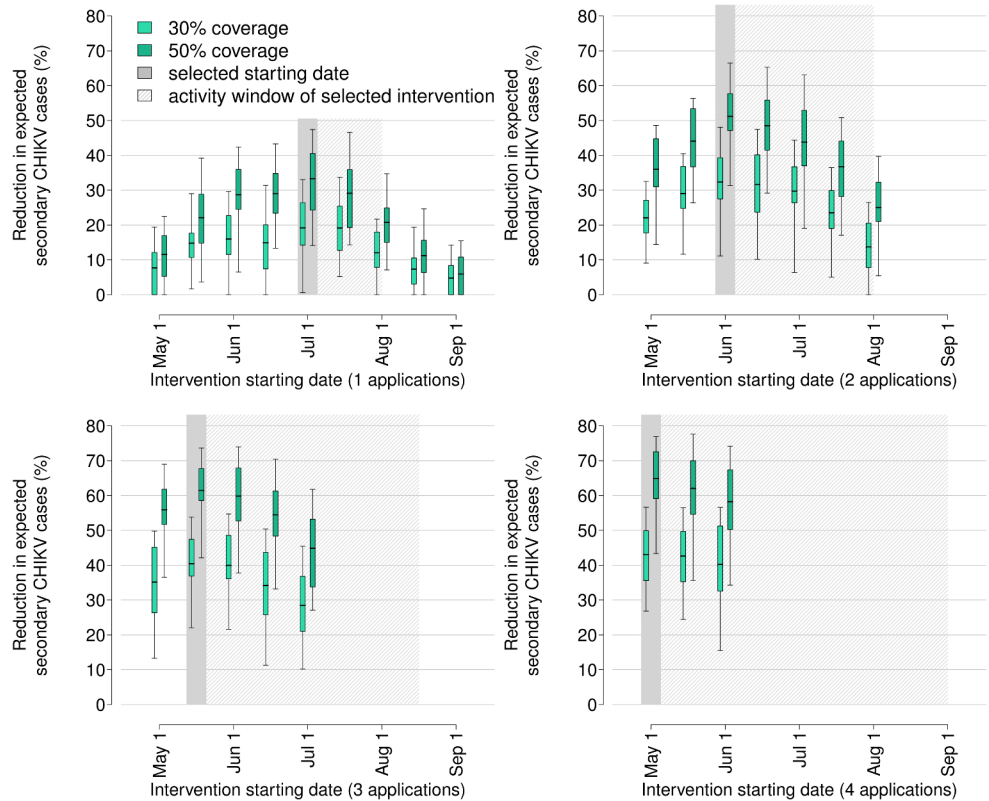 Reduction in expected
secondary CHIKV cases (%)
80
70
60
50
40
30
20
10
0
30% coverage
50% coverage
selected starting date
activity window of selected intervention
May 1
Jun 1
Jul 1
Aug 1
Sep 1
Intervention starting date (1 applications)
Reduction in expected
secondary CHIKV cases (%)
80
70
60
50
40
30
20
10
0
May 1
Jun 1
Jul 1
Aug 1
Sep 1
Intervention starting date (2 applications)
Reduction in expected
secondary CHIKV cases (%)
80
70
60
50
40
30
20
10
0
May 1
Jun 1
Jul 1
Aug 1
Sep 1
Intervention starting date (3 applications)
Reduction in expected
secondary CHIKV cases (%)
80
70
60
50
40
30
20
10
0
May 1
Jun 1
Jul 1
Aug 1
Sep 1
Intervention starting date (4 applications)